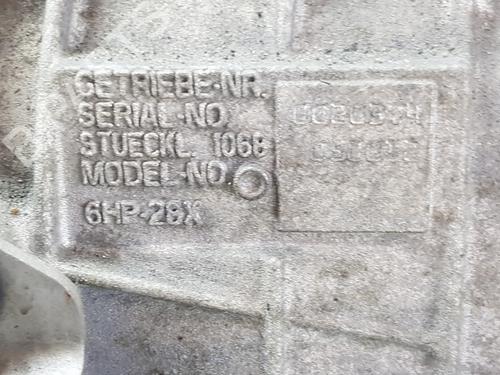 GETRIEBE-NR.
SERIAL-NO.
STUECKL. 1068
MODEL-NO.
6HP-28X